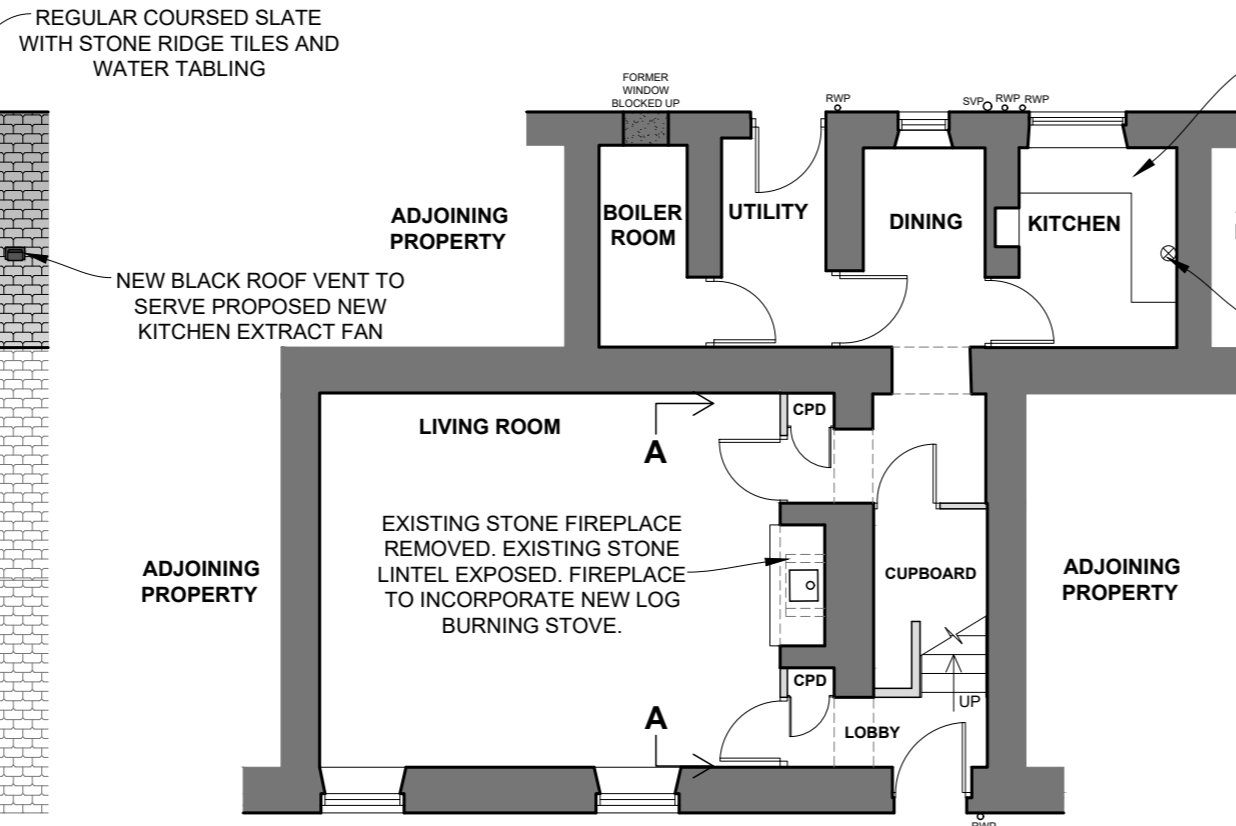 REGULAR COURSED SLATE
WITH STONE RIDGE TILES AND
WATER TABLING
NEW BLACK ROOF VENT TO
SERVE PROPOSED NEW
KITCHEN EXTRACT FAN
FORMER
WINDOW
BLOCKED UP
RWP
SVP
RWP
RWP
ADJOINING
PROPERTY
BOILER
ROOM
UTILITY
DINING
KITCHEN
LIVING ROOM
A
CPD
EXISTING STONE FIREPLACE
REMOVED. EXISTING STONE
LINTEL EXPOSED. FIREPLACE
TO INCORPORATE NEW LOG
BURNING STOVE.
ADJOINING
PROPERTY
CUPBOARD
ADJOINING
PROPERTY
CPD
UP
A
LOBBY
RWP